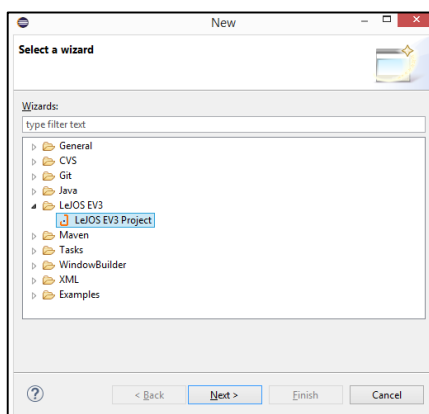 New
Select a wizard
Wizards:
type filter text
General
CVS
Git
Java
LeJOS EV3
LeJOS EV3 Project
Maven
Tasks
WindowBuilder
XML
Examples
? < Back Next > Finish Cancel